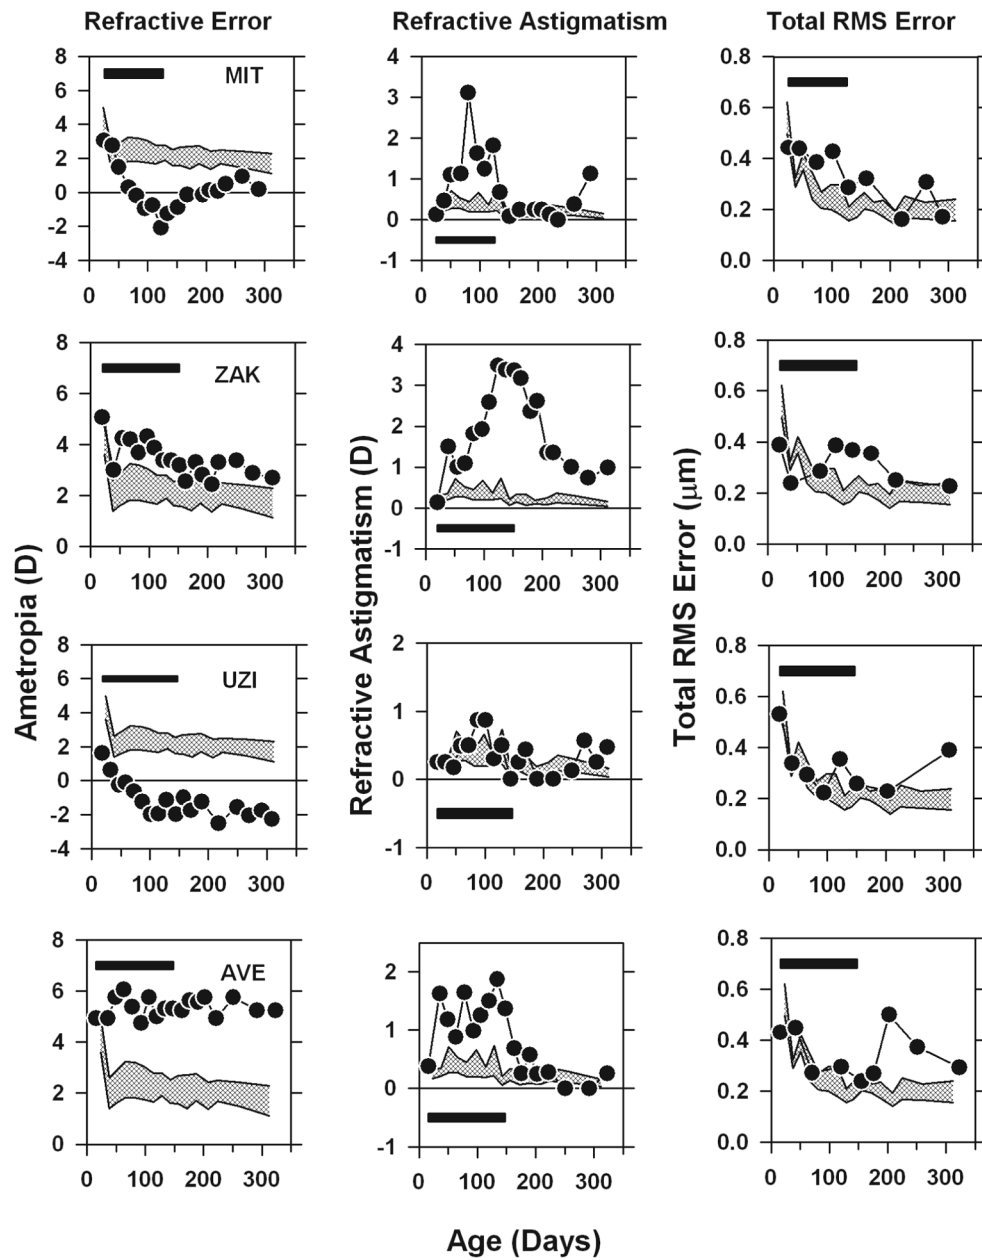 Refractive Error Refractive Astigmatism Total RMS Error
8 4 0.8
6 MIT 3 0.6
4 2 0.4
2 1
0 0 0.2
-2
-4 -1 0.0
0 100 200 300 0 100 200 300 0 100 200 300
8 4 0.8
ZAK
6 3 0.6
4 2 0.4
1
2 0 0.2
0 -1 0.0
0 100 200 300 0 100 200 300 0 100 200 300
Ametropia (D)
Refractive Astigmatism (D)
Total RMS Error (μm)
8 2 0.8
6 UZI 0.6
4 1
2 0.4
0 0
-2 0.2
-4 -1 0.0
0 100 200 300 0 100 200 300 0 100 200 300
8 0.8
AVE
6 2 0.6
4 1 0.4
2 0 0.2
0 -1 0.0
0 100 200 300 0 100 200 300 0 100 200 300
Age (Days)